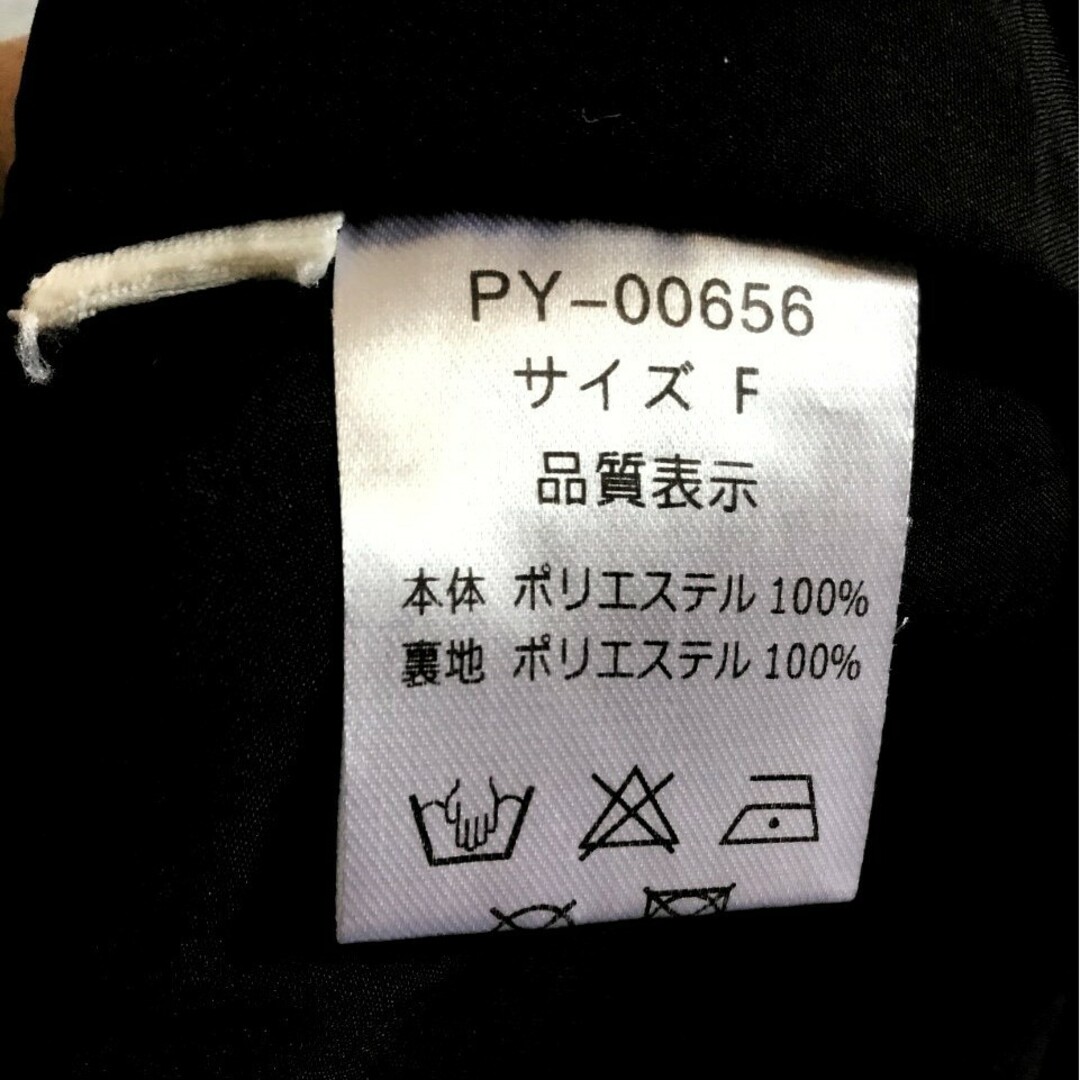 PY-00656
サイズ F
品質表示
本体 ポリエステル 100%
裏地 ポリエステル 100%